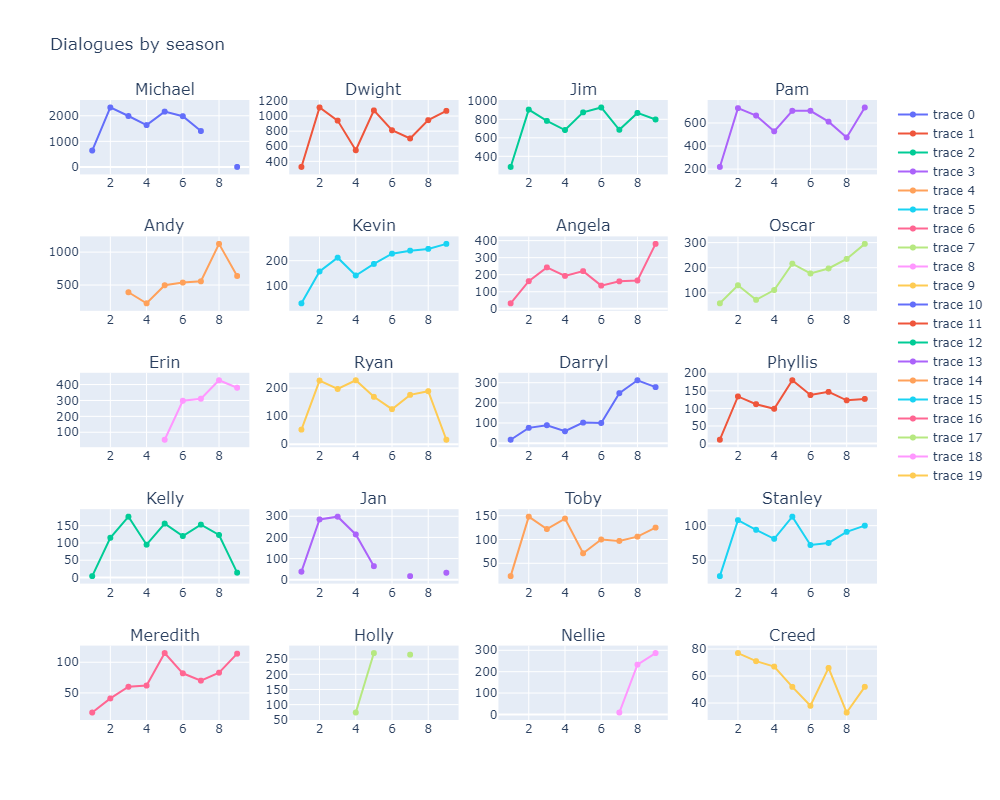 Dialogues by season
Michael
2000
1000
0
2 4 6 8
Dwight
1200
1000
800
600
400
2 4 6 8
Jim
1000
800
600
400
2 4 6 8
Pam
600
400
200
2 4 6 8
Andy
1000
500
2 4 6 8
Kevin
200
100
2 4 6 8
Angela
400
300
200
100
0
2 4 6 8
Oscar
300
200
100
2 4 6 8
Erin
400
300
200
100
2 4 6 8
Ryan
200
100
0
2 4 6 8
Darryl
300
200
100
0
2 4 6 8
Phyllis
200
150
100
50
0
2 4 6 8
Kelly
150
100
50
0
2 4 6 8
Jan
300
200
100
0
2 4 6 8
Toby
150
100
50
2 4 6 8
Stanley
100
50
2 4 6 8
Meredith
100
50
2 4 6 8
Holly
250
200
150
100
50
2 4 6 8
Nellie
300
200
100
0
2 4 6 8
Creed
80
60
40
2 4 6 8
trace 0
trace 1
trace 2
trace 3
trace 4
trace 5
trace 6
trace 7
trace 8
trace 9
trace 10
trace 11
trace 12
trace 13
trace 14
trace 15
trace 16
trace 17
trace 18
trace 19